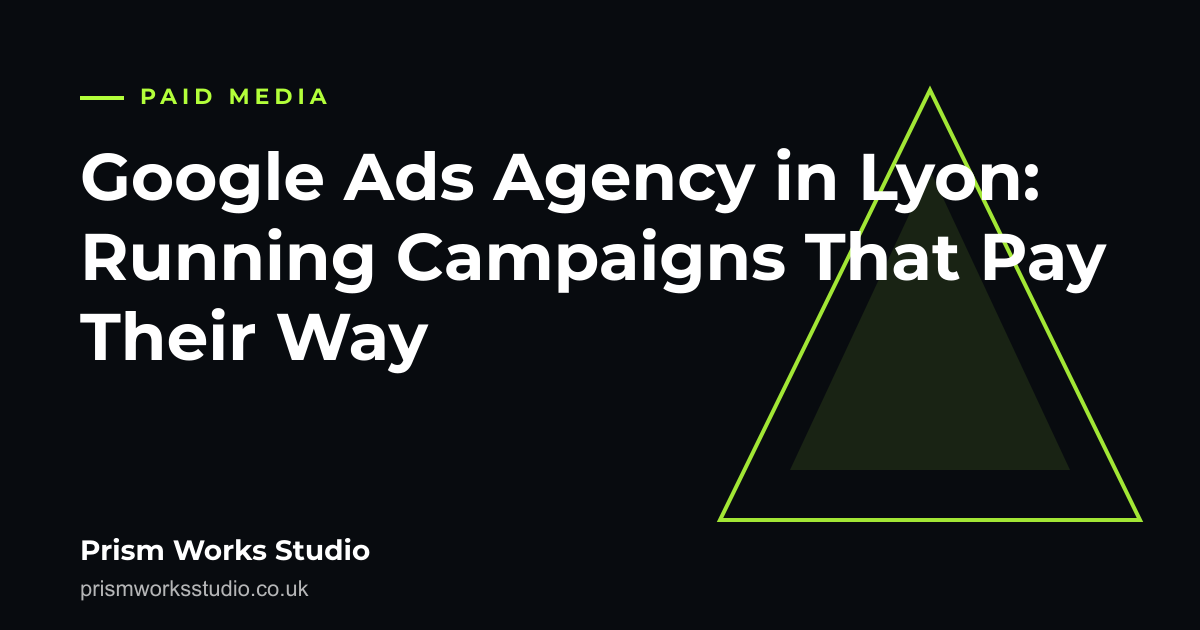 PAID MEDIA
Google Ads Agency in Lyon:
Running Campaigns That Pay
Their Way
Prism Works Studio
prismworksstudio.co.uk